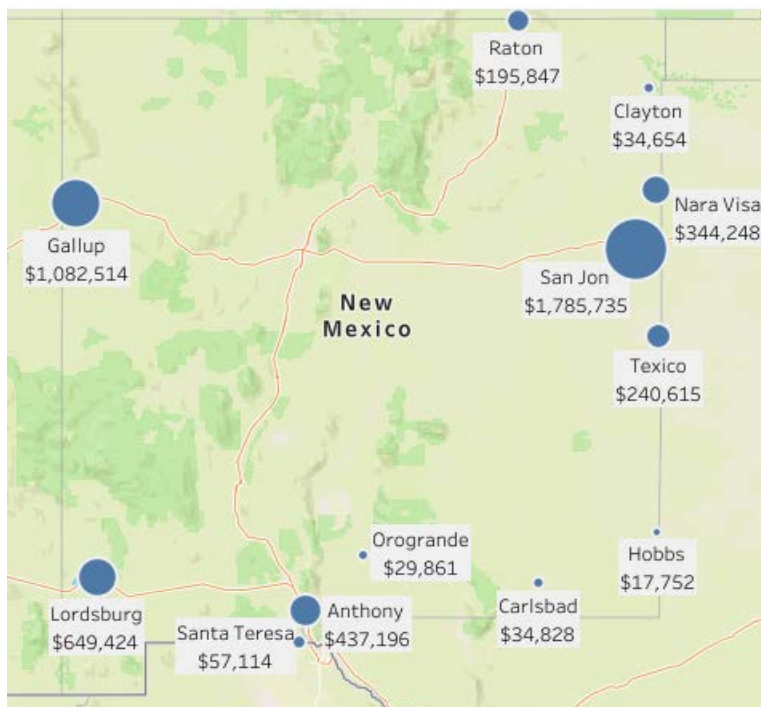 Raton
$195,847
Clayton
$34,654
Nara Visa
$344,248
Gallup
$1,082,514
San Jon
$1,785,735
New
Mexico
Texico
$240,615
Orogrande
$29,861
Hobbs
$17,752
Lordsburg
$649,424
Anthony
$437,196
Carlsbad
$34,828
Santa Teresa
$57,114